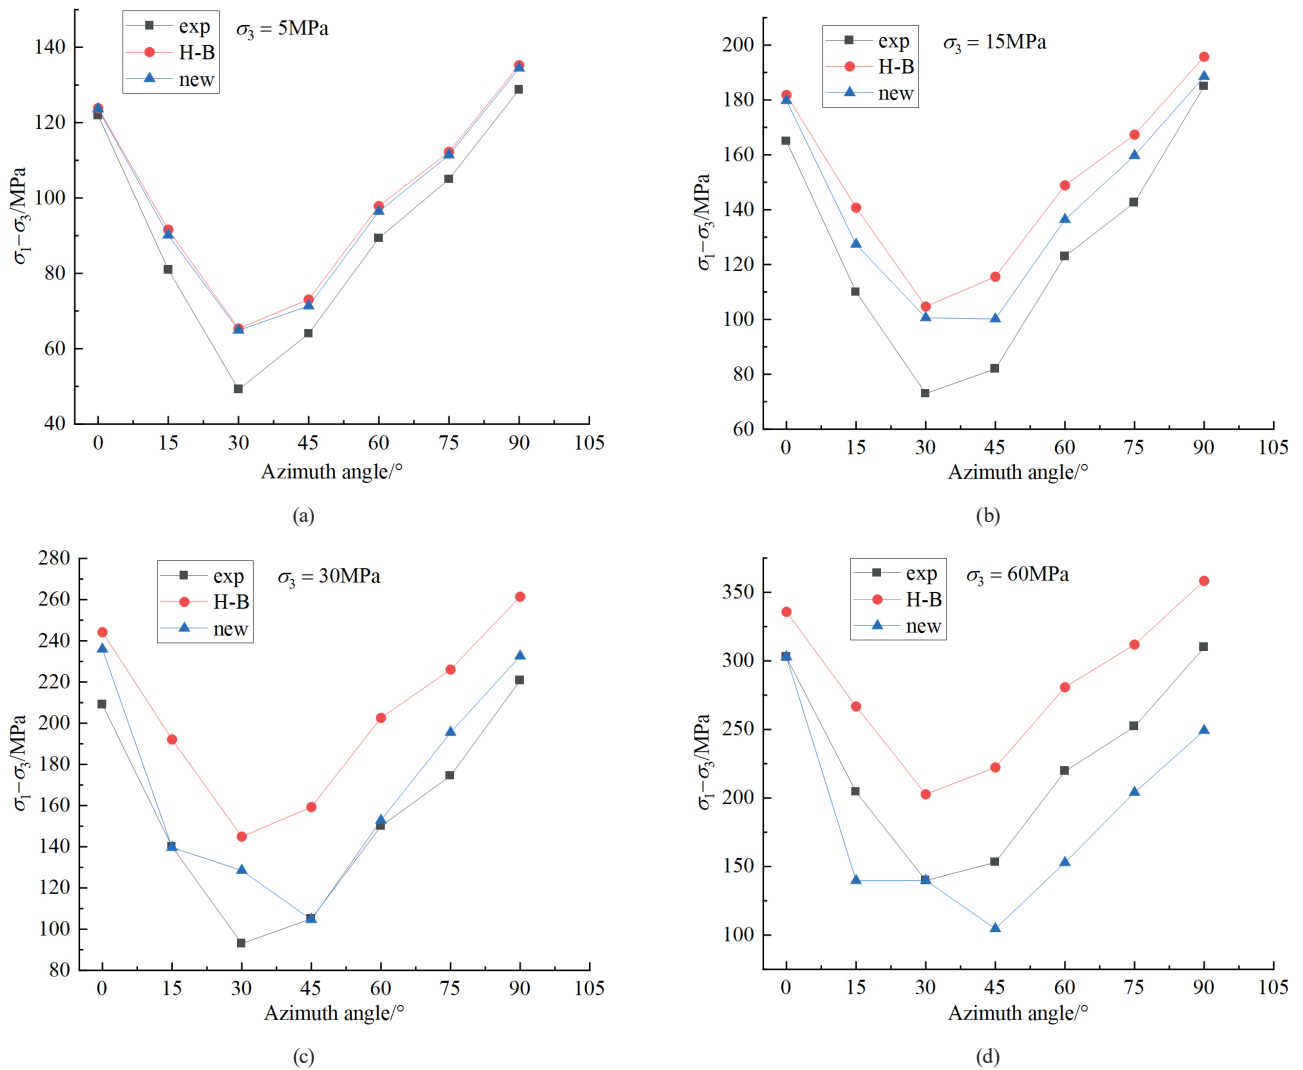 exp
H-B
new
σ3 = 5MPa
140
120
100
80
60
40
σ1−σ3/MPa
0 15 30 45 60 75 90 105
Azimuth angle/°
(a)
exp
H-B
new
σ3 = 15MPa
200
180
160
140
120
100
80
60
σ1−σ3/MPa
0 15 30 45 60 75 90 105
Azimuth angle/°
(b)
exp
H-B
new
σ3 = 30MPa
280
260
240
220
200
180
160
140
120
100
80
σ1−σ3/MPa
0 15 30 45 60 75 90 105
Azimuth angle/°
(c)
exp
H-B
new
σ3 = 60MPa
350
300
250
200
150
100
σ1−σ3/MPa
0 15 30 45 60 75 90 105
Azimuth angle/°
(d)